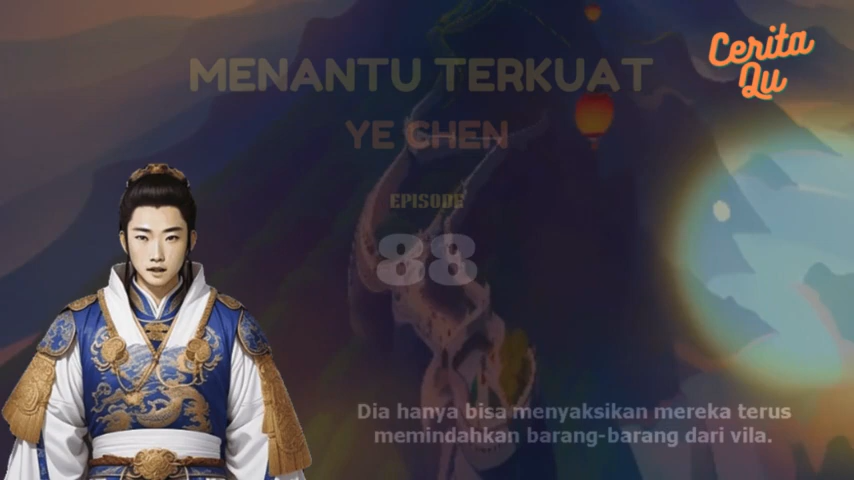 Cerita
Qu
MENANTU TERKUAT
YE CHEN
EPISODE
88
Dia hanya bisa menyaksikan mereka terus
memindahkan barang-barang dari vila.